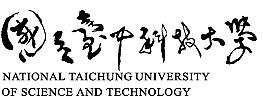 國立臺中科技大學
NATIONAL TAICHUNG UNIVERSITY
OF SCIENCE AND TECHNOLOGY